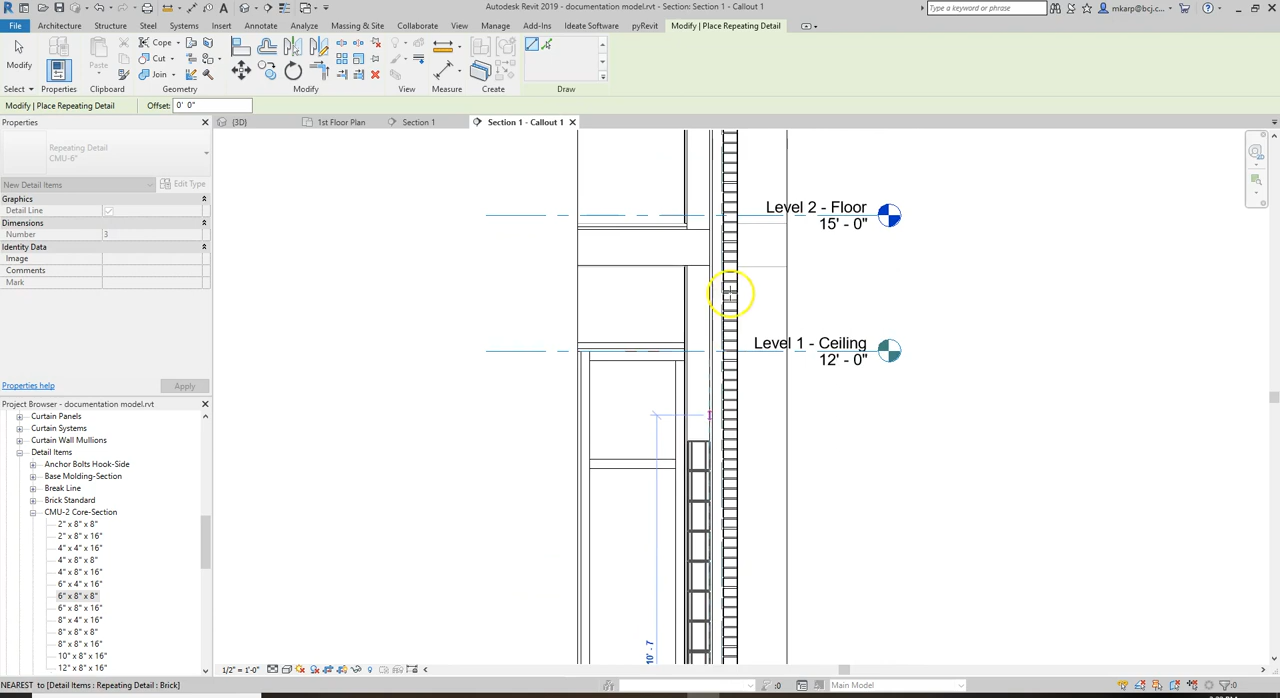 Autodesk Revit 2019 - documentation model.rvt - Section: Section 1 - Callout 1
Type a keyword or phrase
mkarp@bcj.c...
File Architecture Structure Steel Systems Insert Annotate Analyze Massing & Site Collaborate View Manage Add-Ins Ideate Software pyRevit Modify | Place Repeating Detail
Modify
Paste
Cope
Cut
Join
Select Properties Clipboard Geometry Modify View Measure Create Draw
Modify | Place Repeating Detail Offset: 0' 0"
Properties
{3D} 1st Floor Plan Section 1 Section 1 - Callout 1
Repeating Detail
CMU-6"
New Detail Items Edit Type
Graphics
Detail Line
Dimensions
Number 3
Identity Data
Image
Comments
Mark
Properties help Apply
Project Browser - documentation model.rvt
Curtain Panels
Curtain Systems
Curtain Wall Mullions
Detail Items
Anchor Bolts Hook-Side
Base Molding-Section
Break Line
Brick Standard
CMU-2 Core-Section
2" x 8" x 8"
2" x 8" x 16"
4" x 4" x 16"
4" x 8" x 8"
4" x 8" x 16"
6" x 4" x 16"
6" x 8" x 8"
6" x 8" x 16"
8" x 4" x 16"
8" x 8" x 8"
8" x 8" x 16"
10" x 8" x 16"
12" x 8" x 16"
Level 2 - Floor
15' - 0"
Level 1 - Ceiling
12' - 0"
10' - 7
1/2" = 1'-0"
NEAREST to [Detail Items : Repeating Detail : Brick]
:0
Main Model
:0